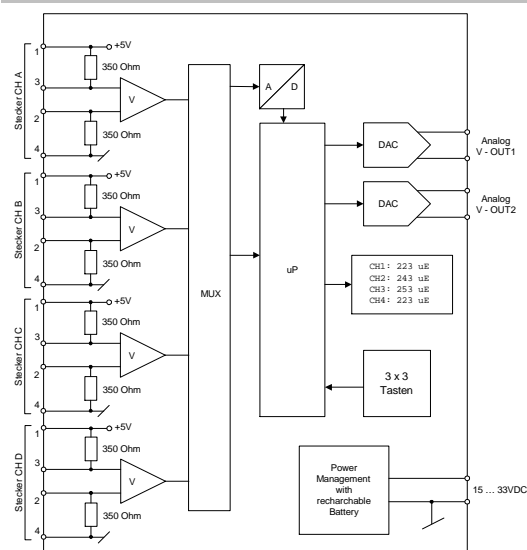 Stecker CH A
1
3
2
4
+5V
350 Ohm
350 Ohm
V
Stecker CH B
1
3
2
4
+5V
350 Ohm
350 Ohm
V
Stecker CH C
1
3
2
4
+5V
350 Ohm
350 Ohm
V
Stecker CH D
1
3
2
4
+5V
350 Ohm
350 Ohm
V
MUX
A
D
uP
DAC
Analog
V - OUT1
DAC
Analog
V - OUT2
CH1: 223 uE
CH2: 243 uE
CH3: 253 uE
CH4: 223 uE
3 x 3
Tasten
Power
Management
with
recharchable
Battery
15 ... 33VDC